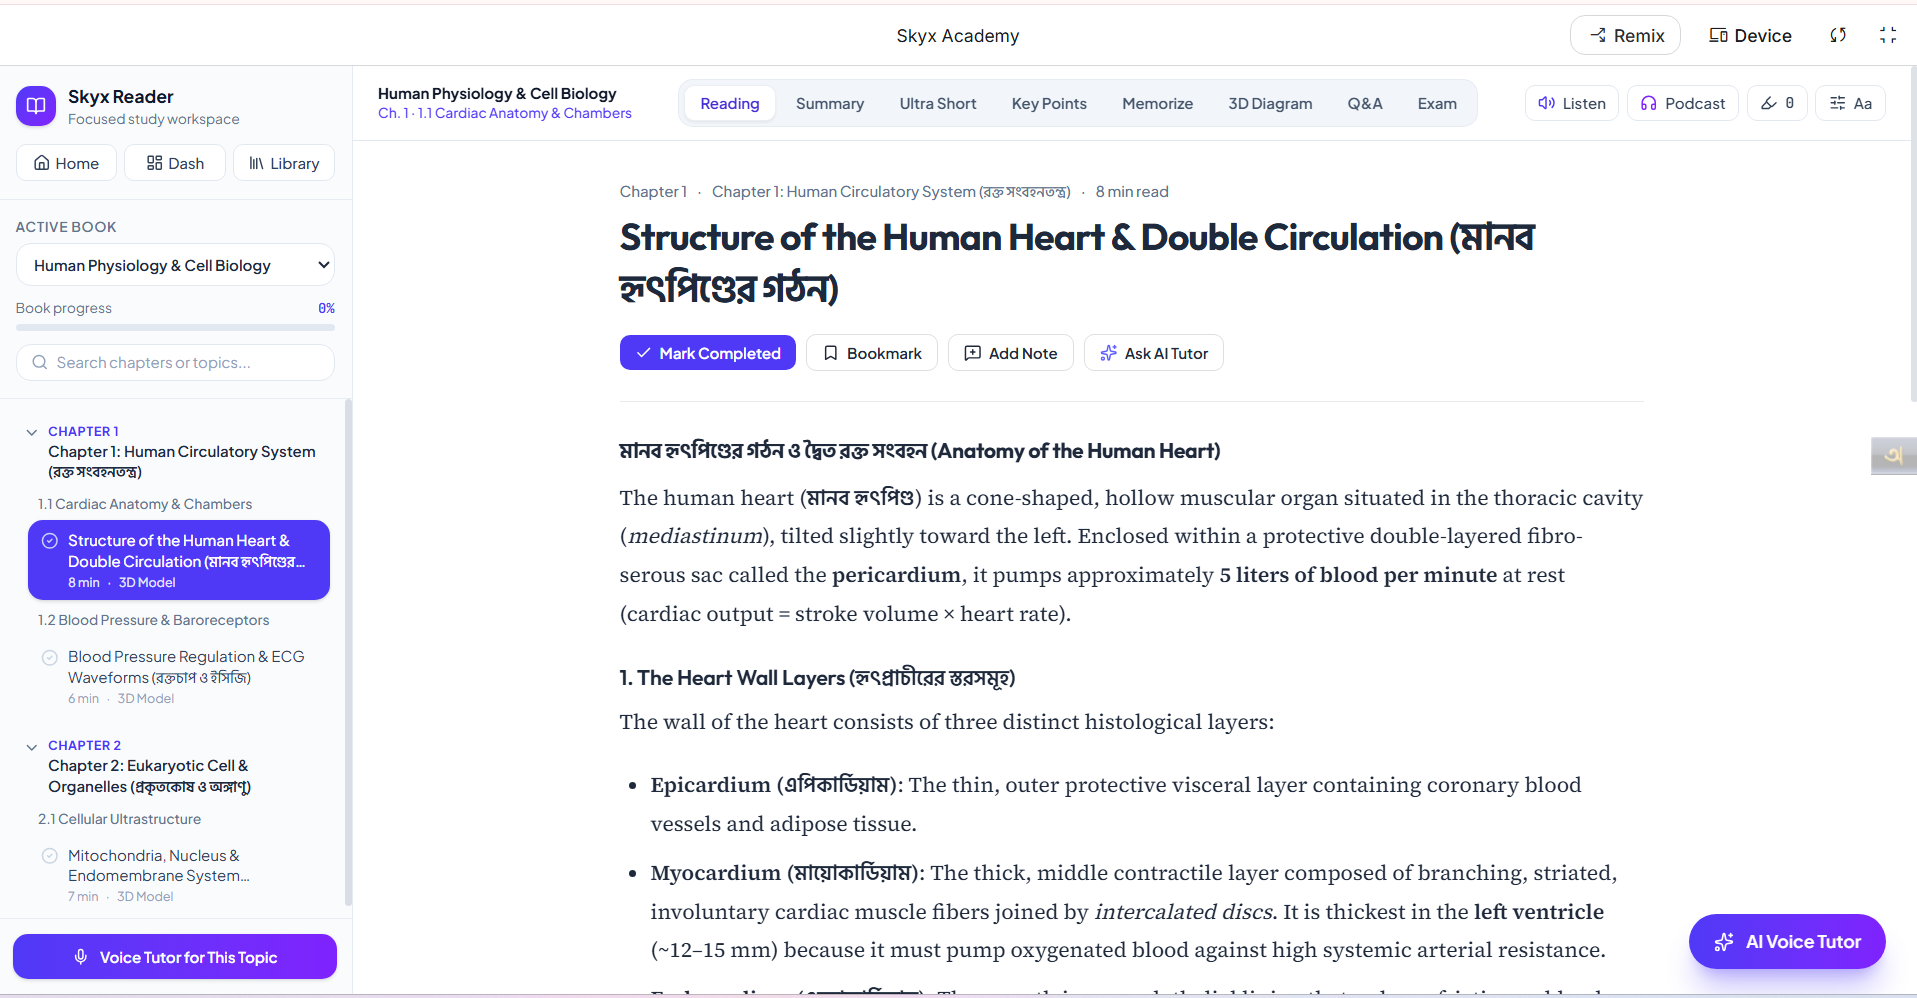 Skyx Academy
Remix
Device
Skyx Reader
Focused study workspace
Home
Dash
Library
ACTIVE BOOK
Human Physiology & Cell Biology
Book progress
0%
Search chapters or topics...
CHAPTER 1
Chapter 1: Human Circulatory System
(রক্ত সংবহনতন্ত্র)
1.1 Cardiac Anatomy & Chambers
Structure of the Human Heart &
Double Circulation (মানব হৃৎপিণ্ডের...
8 min · 3D Model
1.2 Blood Pressure & Baroreceptors
Blood Pressure Regulation & ECG
Waveforms (রক্তচাপ ও ইসিজি)
6 min · 3D Model
CHAPTER 2
Chapter 2: Eukaryotic Cell &
Organelles (প্রকৃতকোষ ও অঙ্গাণু)
2.1 Cellular Ultrastructure
Mitochondria, Nucleus &
Endomembrane System...
7 min · 3D Model
Voice Tutor for This Topic
Human Physiology & Cell Biology
Ch. 1 · 1.1 Cardiac Anatomy & Chambers
Reading
Summary
Ultra Short
Key Points
Memorize
3D Diagram
Q&A
Exam
Listen
Podcast
0
Aa
Chapter 1 · Chapter 1: Human Circulatory System (রক্ত সংবহনতন্ত্র) · 8 min read
Structure of the Human Heart & Double Circulation (মানব
হৃৎপিণ্ডের গঠন)
Mark Completed
Bookmark
Add Note
Ask AI Tutor
মানব হৃৎপিণ্ডের গঠন ও দ্বৈত রক্ত সংবহন (Anatomy of the Human Heart)
The human heart (মানব হৃৎপিণ্ড) is a cone-shaped, hollow muscular organ situated in the thoracic cavity
(mediastinum), tilted slightly toward the left. Enclosed within a protective double-layered fibro-
serous sac called the pericardium, it pumps approximately 5 liters of blood per minute at rest
(cardiac output = stroke volume × heart rate).
1. The Heart Wall Layers (হৃৎপ্রাচীরের স্তরসমূহ)
The wall of the heart consists of three distinct histological layers:
• Epicardium (এপিকার্ডিয়াম): The thin, outer protective visceral layer containing coronary blood
vessels and adipose tissue.
• Myocardium (মায়োকার্ডিয়াম): The thick, middle contractile layer composed of branching, striated,
involuntary cardiac muscle fibers joined by intercalated discs. It is thickest in the left ventricle
(~12–15 mm) because it must pump oxygenated blood against high systemic arterial resistance.
অ
AI Voice Tutor